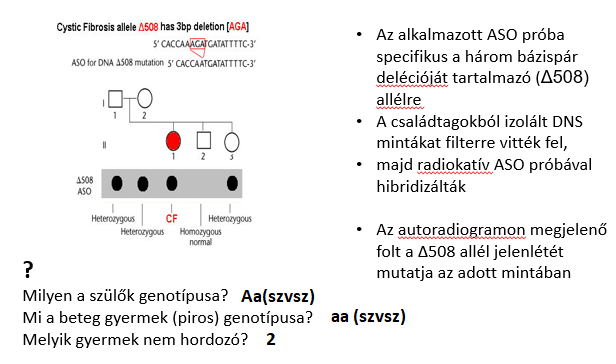 Cystic Fibrosis allele Δ508 has 3bp deletion [AGA]
5' CACCAAAGATGATATTTTC-3'
ASO for DNA Δ508 mutation 5' CACCAATGATATTTTC-3'
I
1
2
II
1
2
3
Δ508
ASO
Heterozygous
Heterozygous
CF
Homozygous
normal
Heterozygous
• Az alkalmazott ASO próba
specifikus a három bázispár
delécióját tartalmazó (Δ508)
allélre
• A családtagokból izolált DNS
mintákat filterre vitték fel,
• majd radiokatív ASO próbával
hibridizálták
• Az autoradiogramon megjelenő
folt a Δ508 allél jelenlétét
mutatja az adott mintában
?
Milyen a szülők genotípusa? Aa(szvsz)
Mi a beteg gyermek (piros) genotípusa? aa (szvsz)
Melyik gyermek nem hordozó? 2